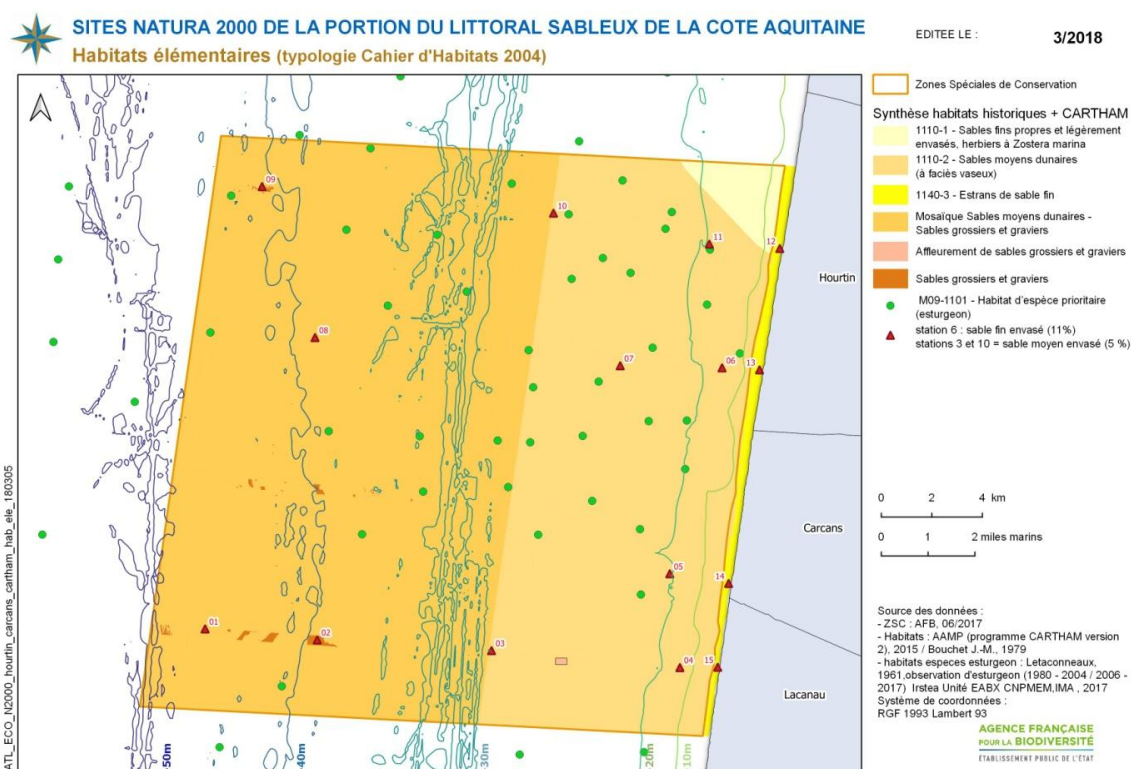 SITES NATURA 2000 DE LA PORTION DU LITTORAL SABLEUX DE LA COTE AQUITAINE
Habitats élémentaires (typologie Cahier d'Habitats 2004)
EDITEE LE :
3/2018
Zones Spéciales de Conservation
Synthèse habitats historiques + CARTHAM
1110-1 - Sables fins propres et légèrement
envasés, herbiers à Zostera marina
1110-2 - Sables moyens dunaires
(à faciès vaseux)
1140-3 - Estrans de sable fin
Mosaïque Sables moyens dunaires -
Sables grossiers et graviers
Affleurement de sables grossiers et graviers
Sables grossiers et graviers
M09-1101 - Habitat d'espèce prioritaire
(esturgeon)
station 6 : sable fin envasé (11%)
stations 3 et 10 = sable moyen envasé (5 %)
09
10
11
12
Hourtin
08
07
06
13
Carcans
05
14
01
02
03
04
15
Lacanau
50m
40m
30m
20m
10m
0 2 4 km
0 1 2 miles marins
Source des données :
- ZSC : AFB, 06/2017
- Habitats : AAMP (programme CARTHAM version
2), 2015 / Bouchet J.-M., 1979
- habitats especes esturgeon : Letaconneaux,
1961,observation d'esturgeon (1980 - 2004 / 2006 -
2017) Irstea Unité EABX CNPMEM,IMA , 2017
Système de coordonnées :
RGF 1993 Lambert 93
AGENCE FRANÇAISE
POUR LA BIODIVERSITÉ
ÉTABLISSEMENT PUBLIC DE L'ÉTAT
ATL_ECO_N2000_hourtin_carcans_cartham_hab_ele_180305